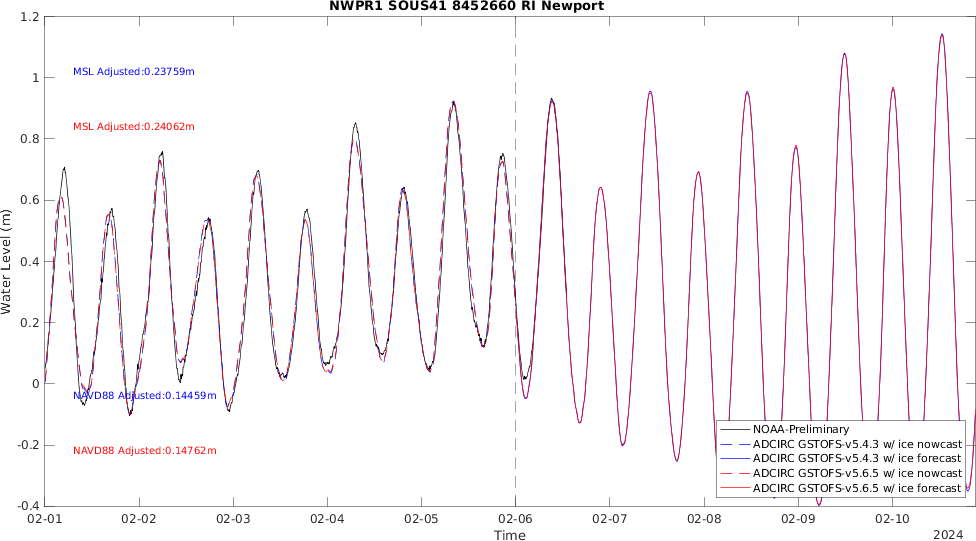 NWPR1 SOUS41 8452660 RI Newport
1.2
1
0.8
0.6
0.4
0.2
0
-0.2
-0.4
Water Level (m)
MSL Adjusted:0.23759m
MSL Adjusted:0.24062m
NAVD88 Adjusted:0.14459m
NAVD88 Adjusted:0.14762m
NOAA-Preliminary
ADCIRC GSTOFS-v5.4.3 w/ ice nowcast
ADCIRC GSTOFS-v5.4.3 w/ ice forecast
ADCIRC GSTOFS-v5.6.5 w/ ice nowcast
ADCIRC GSTOFS-v5.6.5 w/ ice forecast
02-01 02-02 02-03 02-04 02-05 02-06 02-07 02-08 02-09 02-10
Time
2024